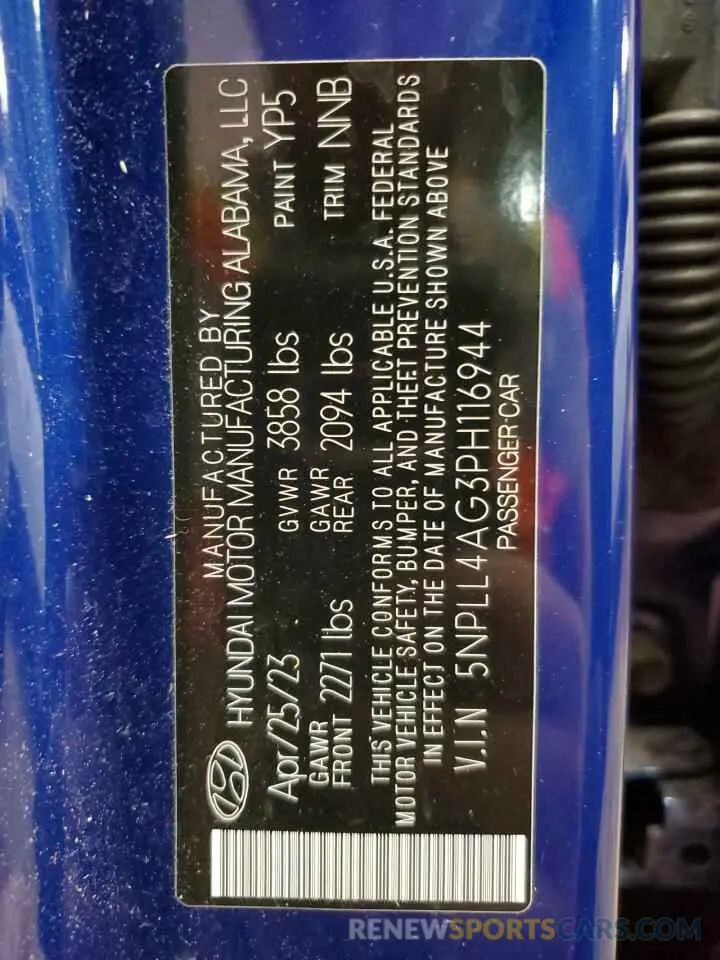 MANUFACTURED BY
HYUNDAI MOTOR MANUFACTURING ALABAMA, LLC
Apr/25/23 GVWR 3858 lbs PAINT YP5
GAWR FRONT 2271 lbs GAWR REAR 2094 lbs TRIM NNB
THIS VEHICLE CONFORMS TO ALL APPLICABLE U.S.A. FEDERAL
MOTOR VEHICLE SAFETY, BUMPER, AND THEFT PREVENTION STANDARDS
IN EFFECT ON THE DATE OF MANUFACTURE SHOWN ABOVE
V.I.N 5NPLL4AG3PH116944
PASSENGER CAR
RENEWSPORTSCARS.COM